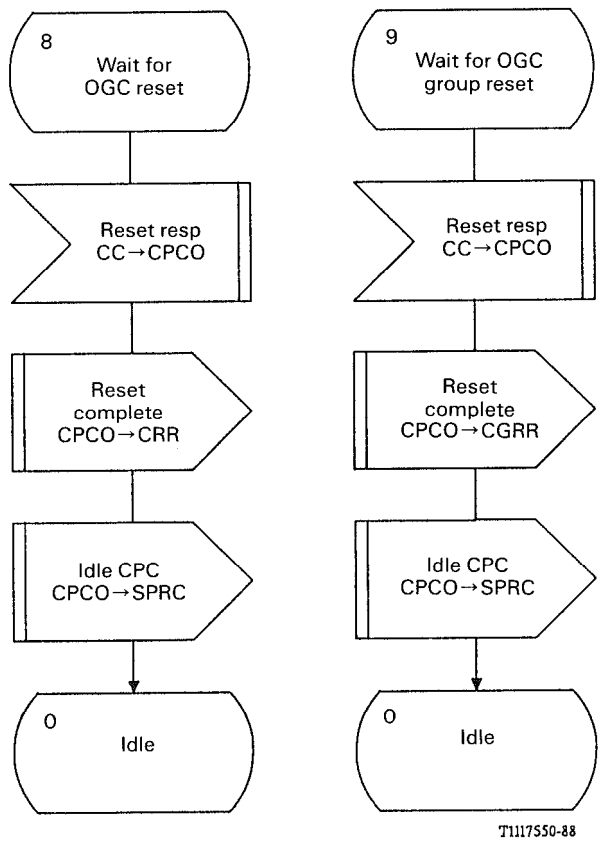 8
Wait for
OGC reset
Reset resp
CC→CPCO
Reset
complete
CPCO→CRR
Idle CPC
CPCO→SPRC
0
Idle
9
Wait for OGC
group reset
Reset resp
CC→CPCO
Reset
complete
CPCO→CGRR
Idle CPC
CPCO→SPRC
0
Idle
T1117550-88